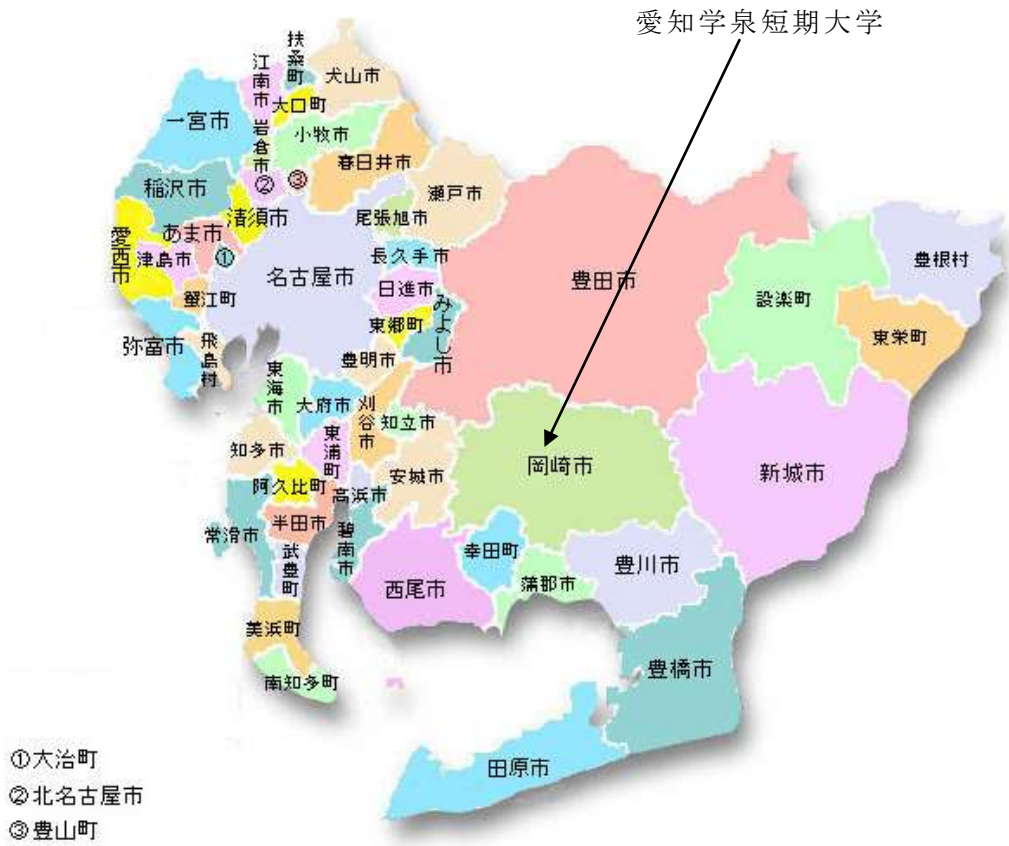 愛知学泉短期大学
扶桑町
江南市
犬山市
大口町
一宮市
岩倉市
小牧市
春日井市
稲沢市
②
③
瀬戸市
清須市
尾張旭市
愛西市
あま市
津島市
①
名古屋市
長久手市
豊田市
豊根村
設楽町
日進市
みよし市
蟹江町
東郷町
東栄町
弥富市
飛島村
豊明市
東海市
大府市
刈谷市
知立市
知多市
東浦町
安城市
岡崎市
新城市
阿久比町
高浜市
常滑市
半田市
碧南市
武豊町
西尾市
幸田町
蒲郡市
豊川市
美浜町
南知多町
豊橋市
田原市
①大治町
②北名古屋市
③豊山町